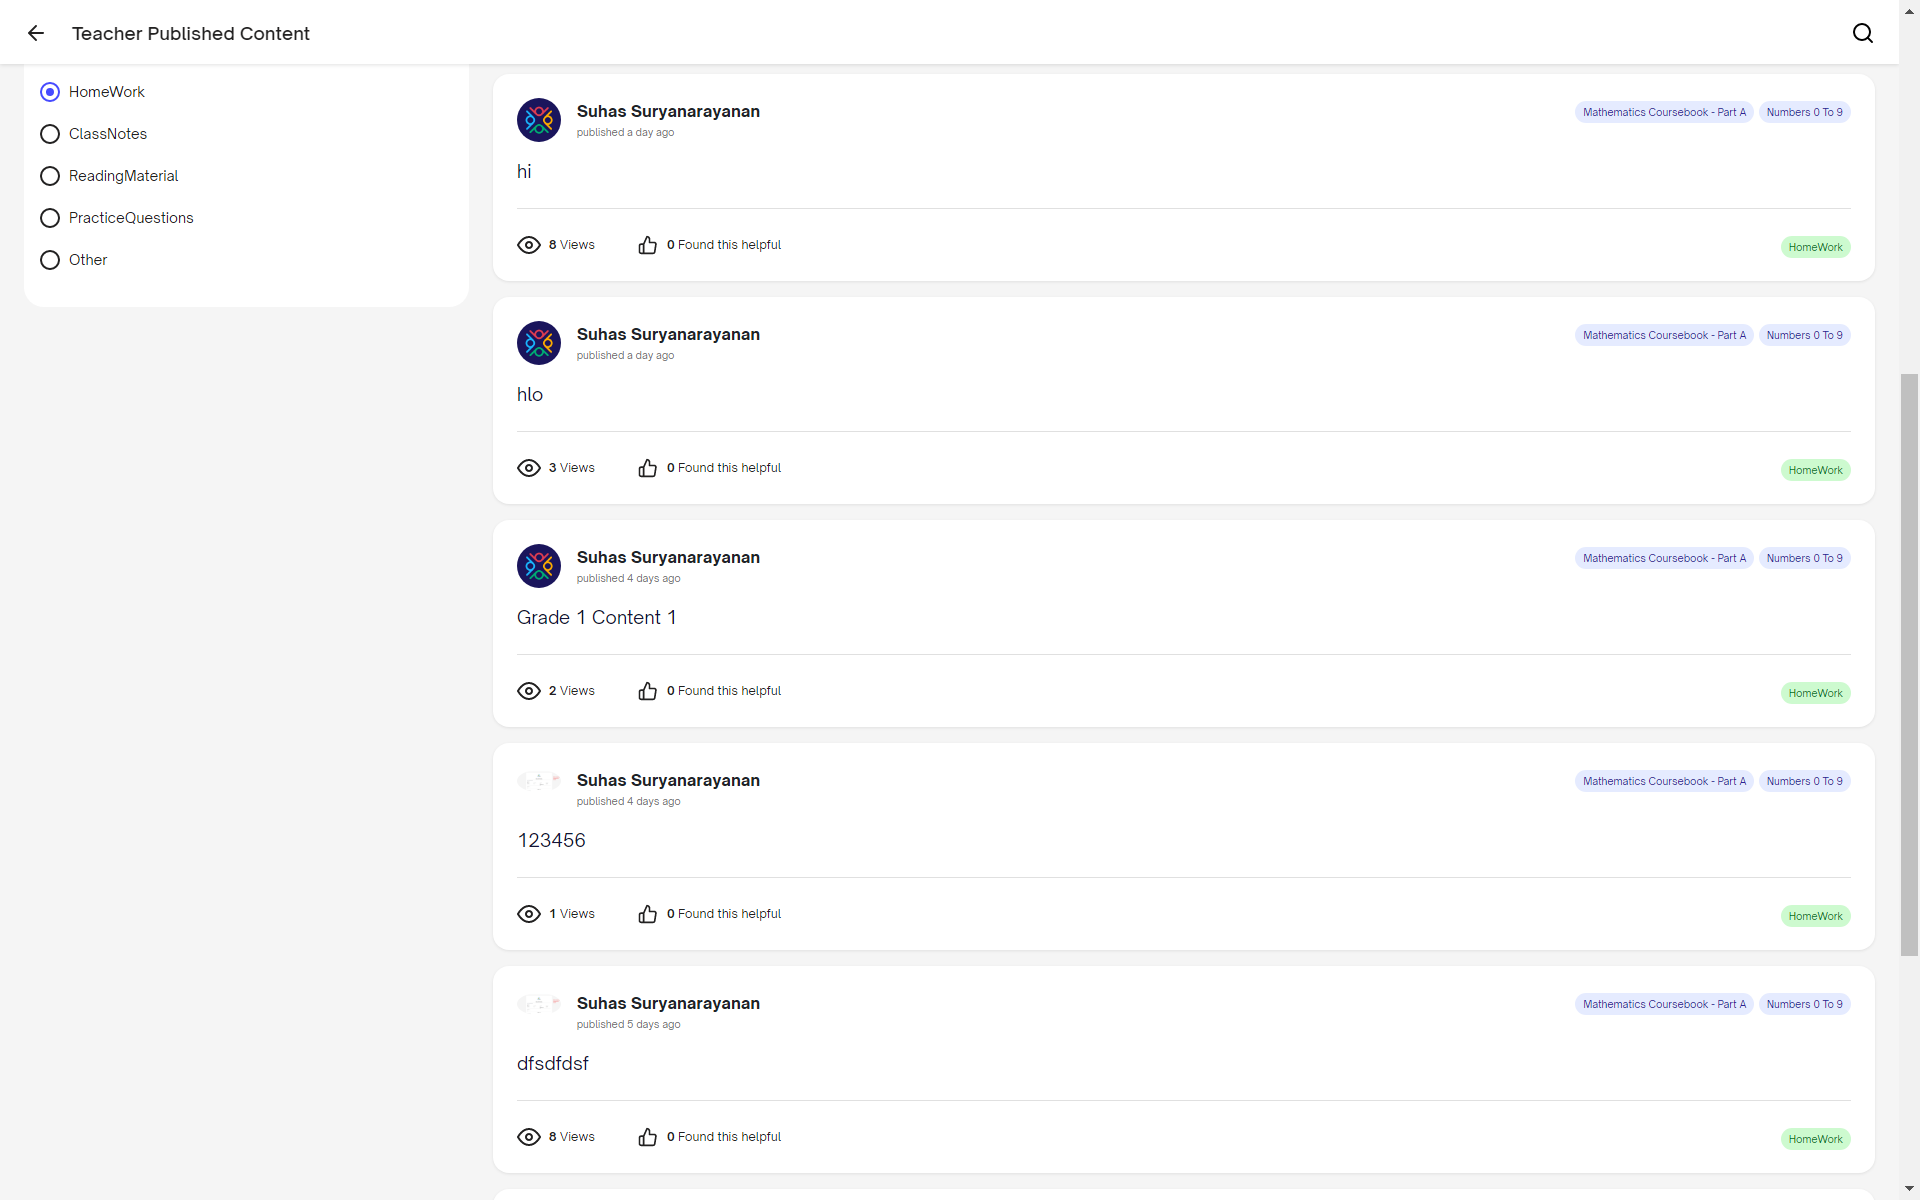 Teacher Published Content
HomeWork
ClassNotes
ReadingMaterial
PracticeQuestions
Other
Suhas Suryanarayanan
published a day ago
Mathematics Coursebook - Part A Numbers 0 To 9
hi
8 Views 0 Found this helpful HomeWork
Suhas Suryanarayanan
published a day ago
Mathematics Coursebook - Part A Numbers 0 To 9
hlo
3 Views 0 Found this helpful HomeWork
Suhas Suryanarayanan
published 4 days ago
Mathematics Coursebook - Part A Numbers 0 To 9
Grade 1 Content 1
2 Views 0 Found this helpful HomeWork
Suhas Suryanarayanan
published 4 days ago
Mathematics Coursebook - Part A Numbers 0 To 9
123456
1 Views 0 Found this helpful HomeWork
Suhas Suryanarayanan
published 5 days ago
Mathematics Coursebook - Part A Numbers 0 To 9
dfsdfdsf
8 Views 0 Found this helpful HomeWork